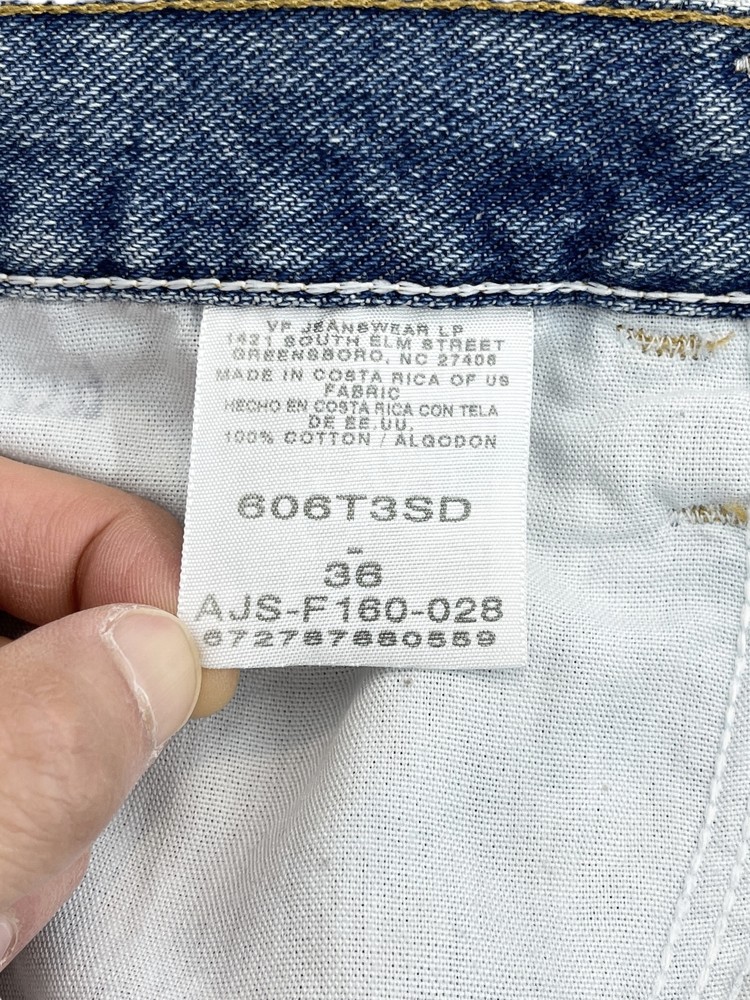 VF JEANSWEAR LP
1421 SOUTH ELM STREET
GREENSBORO, NC 27406
MADE IN COSTA RICA OF US
FABRIC
HECHO EN COSTA RICA CON TELA
DE EE.UU.
100% COTTON / ALGODON
606T3SD
-
36
AJS-F160-028